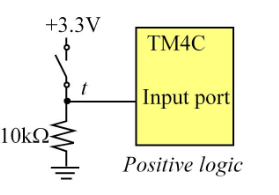 +3.3V
TM4C
t
Input port
10kΩ
Positive logic